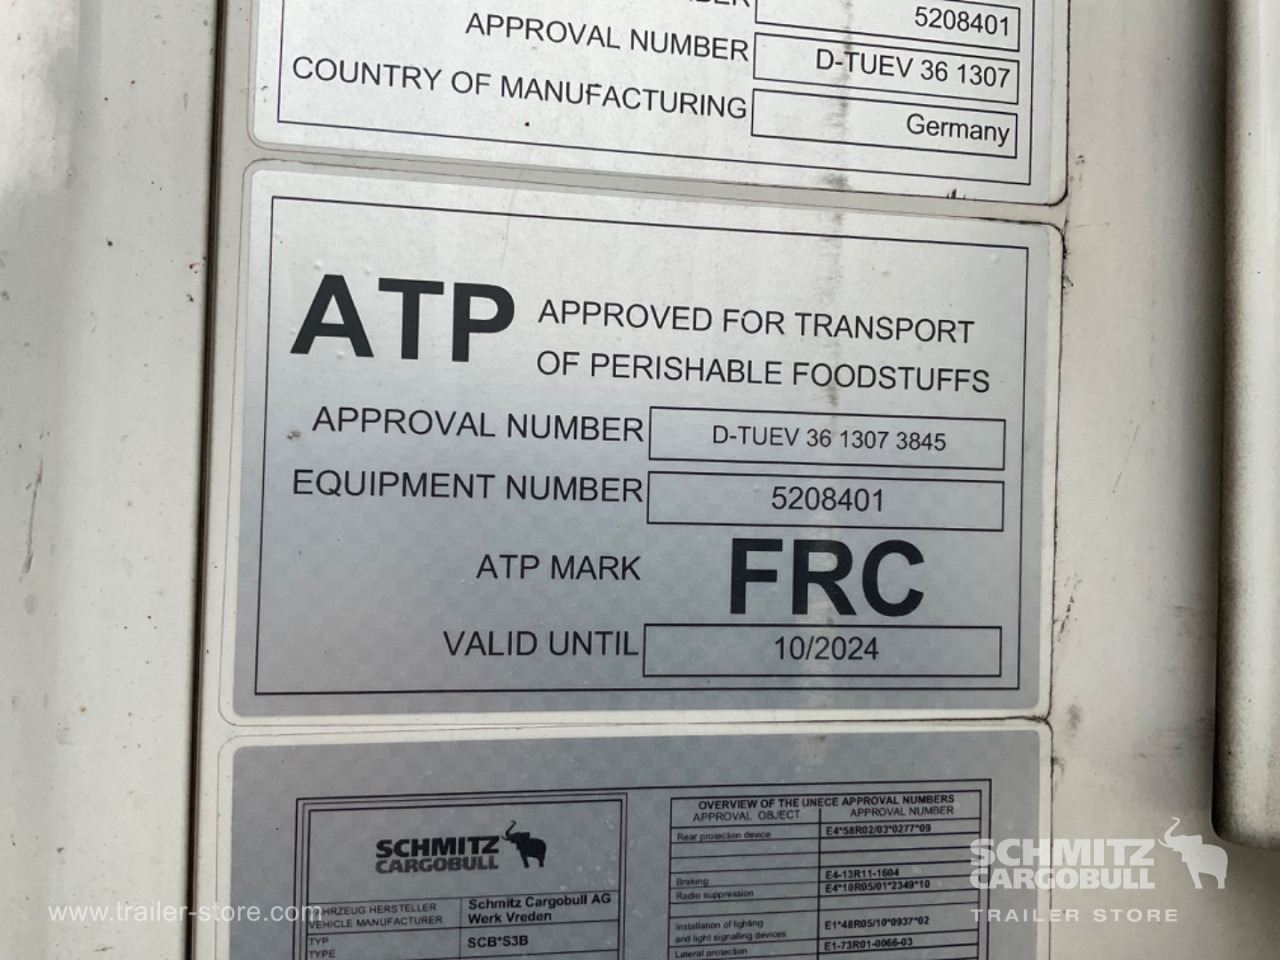 5208401
APPROVAL NUMBER D-TUEV 36 1307
COUNTRY OF MANUFACTURING Germany
ATP APPROVED FOR TRANSPORT
OF PERISHABLE FOODSTUFFS
APPROVAL NUMBER D-TUEV 36 1307 3845
EQUIPMENT NUMBER 5208401
ATP MARK FRC
VALID UNTIL 10/2024
SCHMITZ
CARGOBULL
HERSTELLER Schmitz Cargobull AG
VEHICLE MANUFACTURER Werk Vreden
TYP SCB*S3B
TYPE
OVERVIEW OF THE UNECE APPROVAL NUMBERS
APPROVAL OBJECT APPROVAL NUMBER
Rear protection device E4*58R02/03*0277*09
Braking E4-13R11-1604
Radio suppression E4*10R05/01*2349*10
Installation of lighting E1*48R05/10*0937*02
and light signalling devices
Lateral protection E1-73R01-0066-03
www.trailer-store.com
SCHMITZ
CARGOBULL
TRAILER STORE